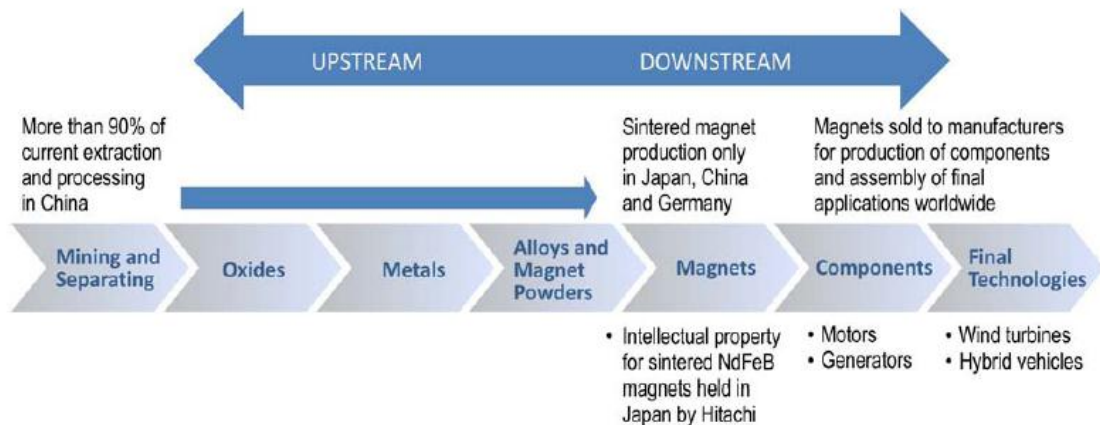 UPSTREAM
DOWNSTREAM
More than 90% of
current extraction
and processing
in China
Sintered magnet
production only
in Japan, China
and Germany
Magnets sold to manufacturers
for production of components
and assembly of final
applications worldwide
Mining and
Separating
Oxides
Metals
Alloys and
Magnet
Powders
Magnets
Components
Final
Technologies
• Intellectual property
for sintered NdFeB
magnets held in
Japan by Hitachi
• Motors
• Generators
• Wind turbines
• Hybrid vehicles